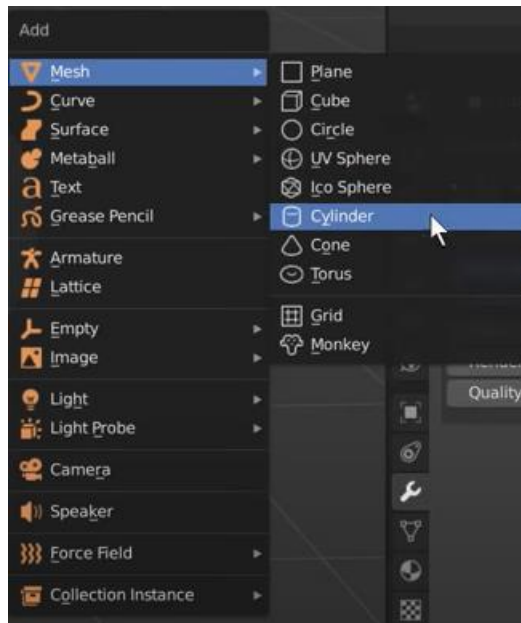 Add
Mesh
Curve
Surface
Metaball
Text
Grease Pencil
Armature
Lattice
Empty
Image
Light
Light Probe
Camera
Speaker
Force Field
Collection Instance
Plane
Cube
Circle
UV Sphere
Ico Sphere
Cylinder
Cone
Torus
Grid
Monkey
Quality